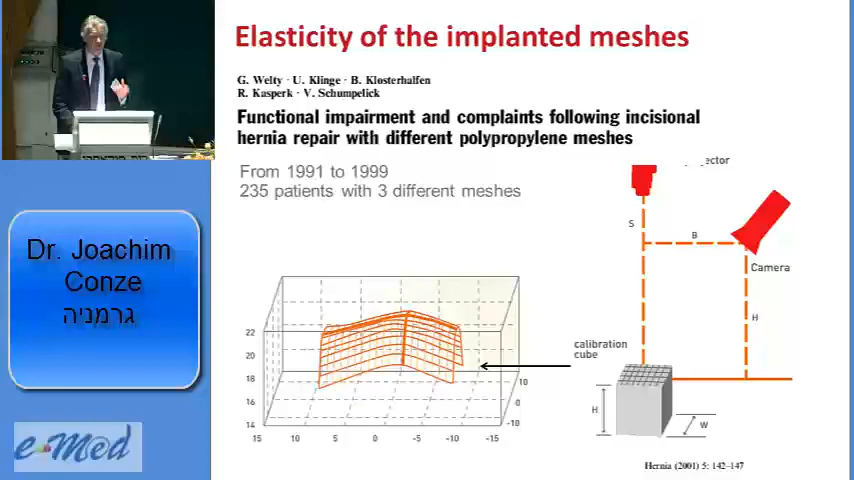 Elasticity of the implanted meshes
G. Welty · U. Klinge · B. Klosterhalfen
R. Kasperk · V. Schumpelick
Functional impairment and complaints following incisional
hernia repair with different polypropylene meshes
From 1991 to 1999
235 patients with 3 different meshes
S
B
Camera
H
calibration
cube
H
W
22
20
18
16
14
15 10 5 0 -5 -10 -15
10
0
-10
Hernia (2001) 5: 142–147
Dr. Joachim
Conze
גרמניה
e-Med